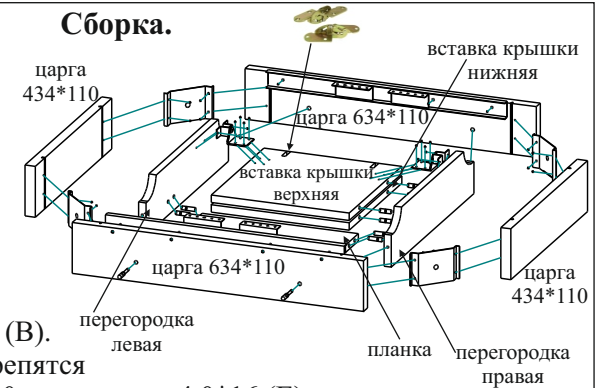 Сборка.
вставка крышки
нижняя
царга
434*110
царга 634*110
вставка крышки
верхняя
царга 634*110
царга
434*110
перегородка
левая
планка
перегородка
правая
(В).
репятся